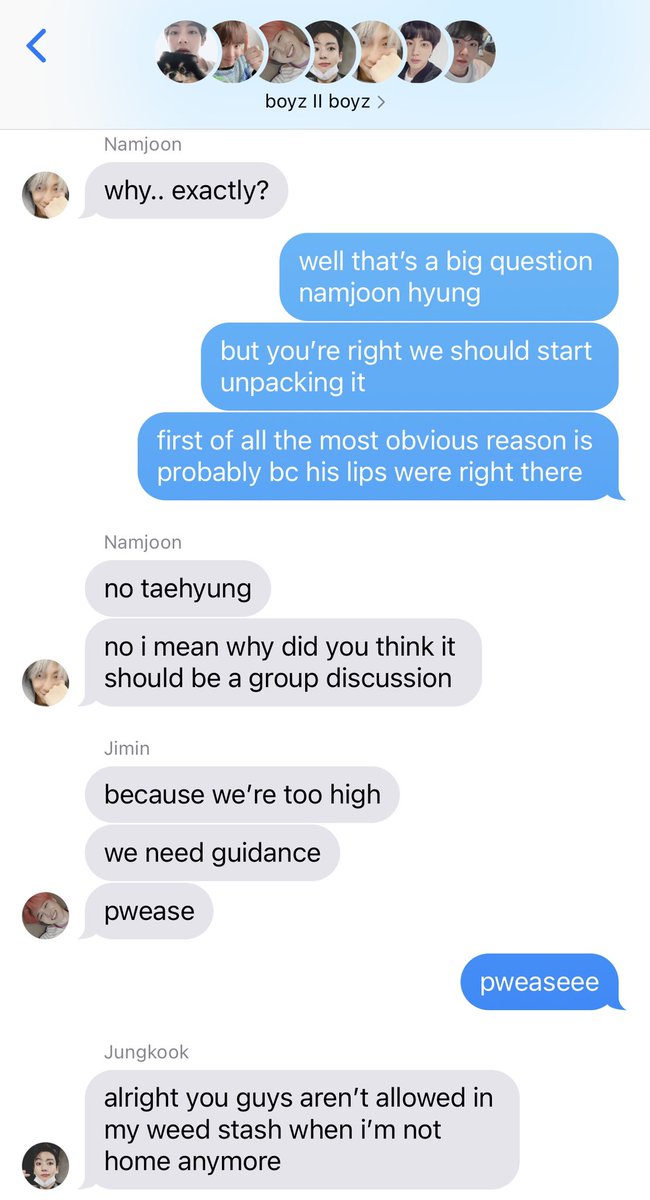 boyz II boyz >
Namjoon
why.. exactly?
well that's a big question
namjoon hyung
but you're right we should start
unpacking it
first of all the most obvious reason is
probably bc his lips were right there
Namjoon
no taehyung
no i mean why did you think it
should be a group discussion
Jimin
because we're too high
we need guidance
pwease
pweaseee
Jungkook
alright you guys aren't allowed in
my weed stash when i'm not
home anymore